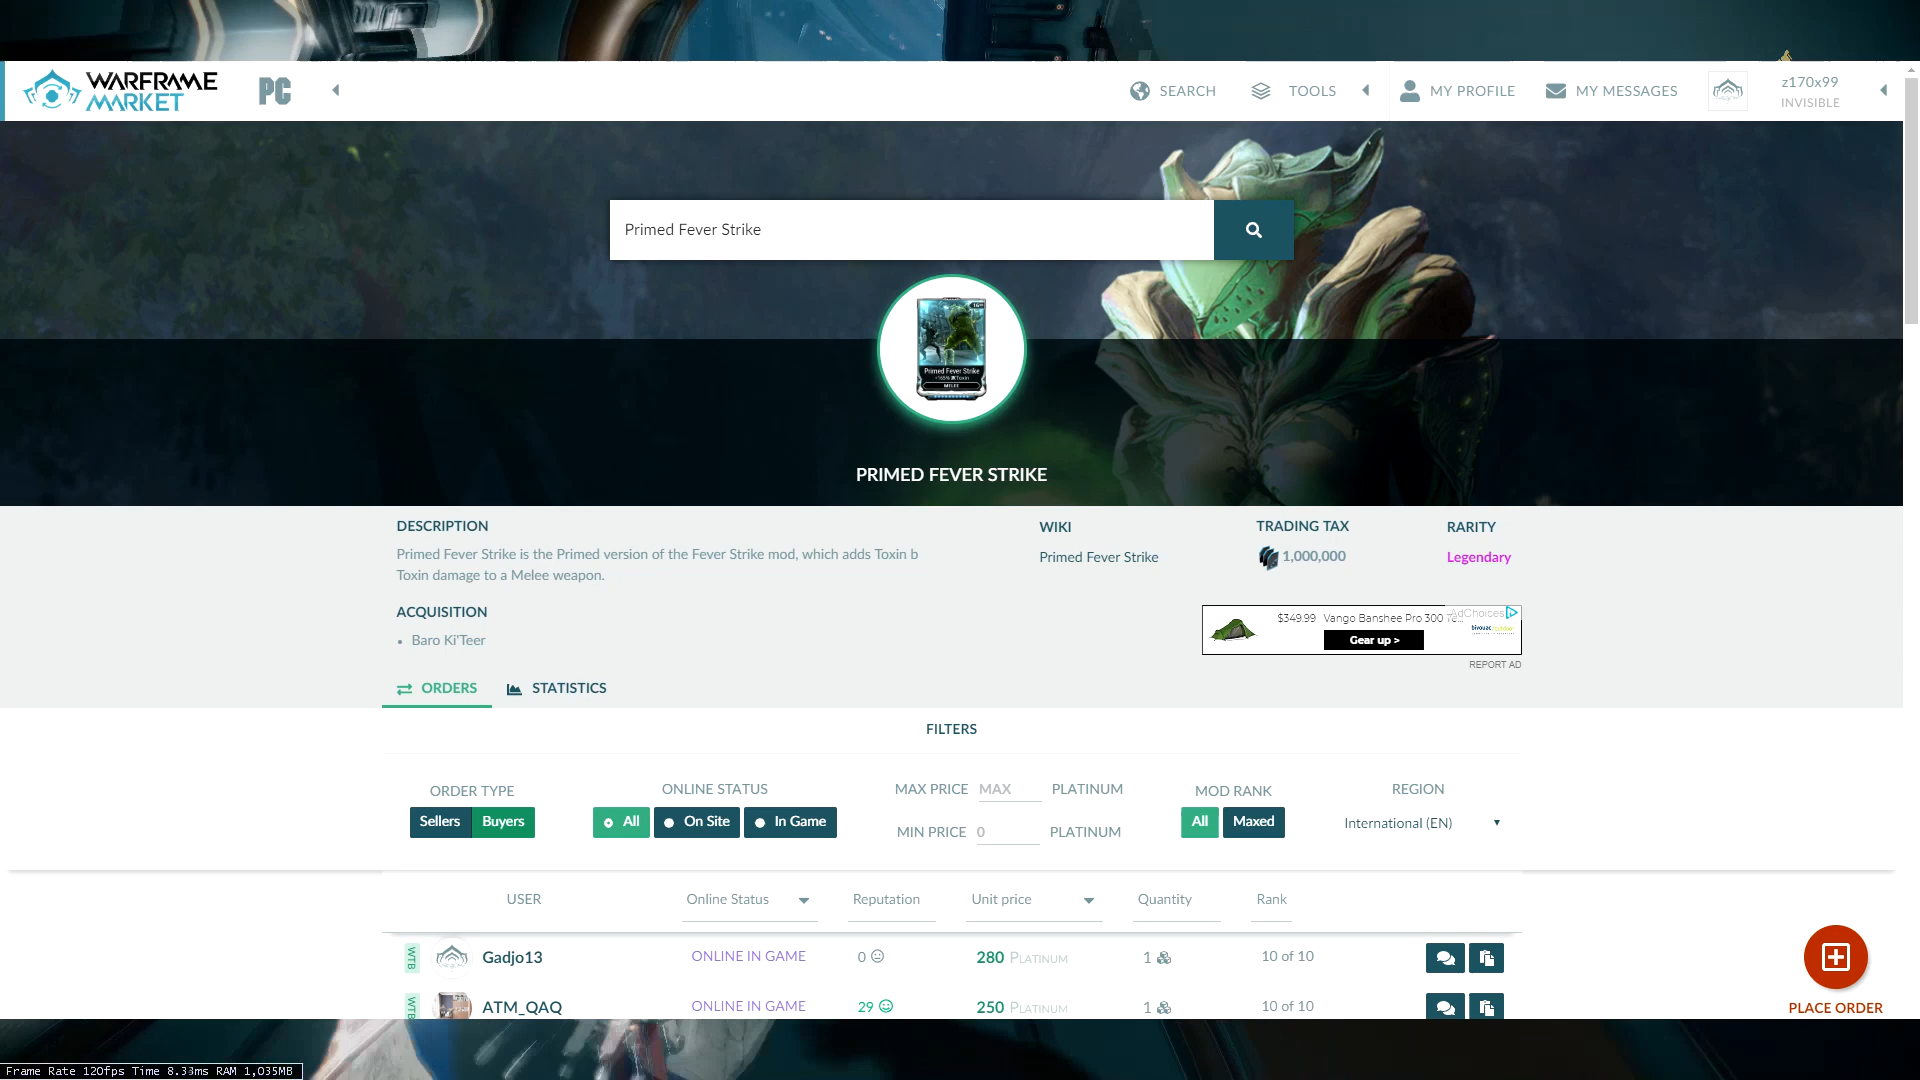 WARFRAME
MARKET
PC
SEARCH
TOOLS
MY PROFILE
MY MESSAGES
z170x99
INVISIBLE
Primed Fever Strike
Primed Fever Strike
+165% Toxin
MELEE
PRIMED FEVER STRIKE
DESCRIPTION
Primed Fever Strike is the Primed version of the Fever Strike mod, which adds Toxin b
Toxin damage to a Melee weapon.
WIKI
Primed Fever Strike
TRADING TAX
1,000,000
RARITY
Legendary
ACQUISITION
• Baro Ki'Teer
$349.99 Vango Banshee Pro 300 Te...
AdChoices
Gear up >
REPORT AD
ORDERS
STATISTICS
FILTERS
ORDER TYPE
Sellers Buyers
ONLINE STATUS
All On Site In Game
MAX PRICE MAX PLATINUM
MIN PRICE 0 PLATINUM
MOD RANK
All Maxed
REGION
International (EN)
USER Online Status Reputation Unit price Quantity Rank
WTB Gadjo13 ONLINE IN GAME 0 280 PLATINUM 1 10 of 10
WTB ATM_QAQ ONLINE IN GAME 29 250 PLATINUM 1 10 of 10
PLACE ORDER
Frame Rate 120fps Time 8.33ms RAM 1,035MB